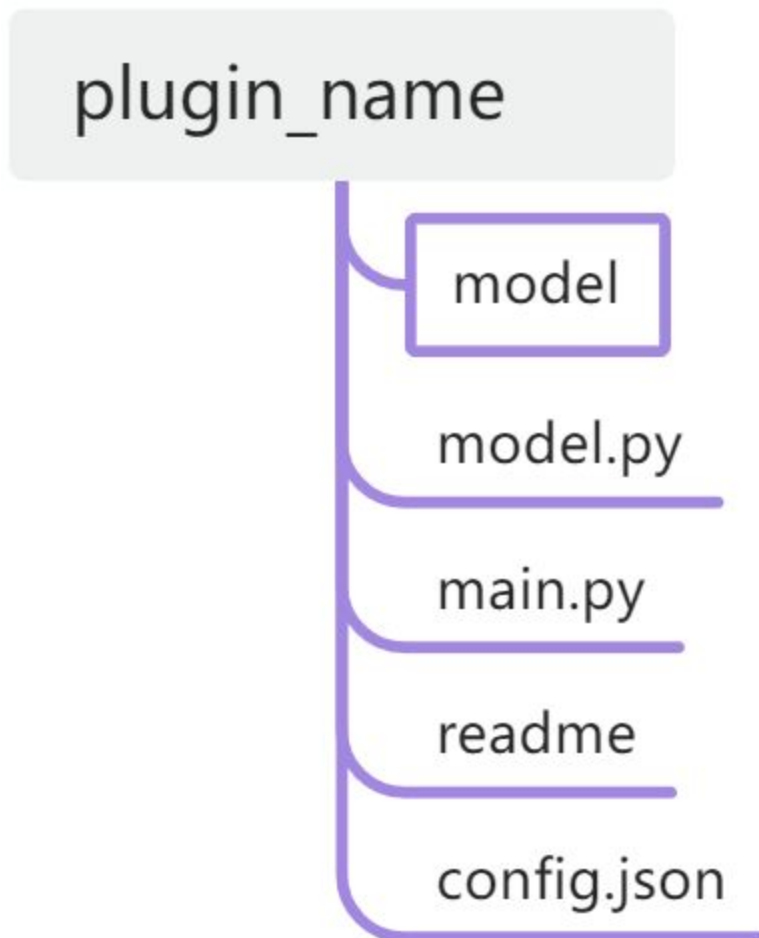 plugin_name
model
model.py
main.py
readme
config.json